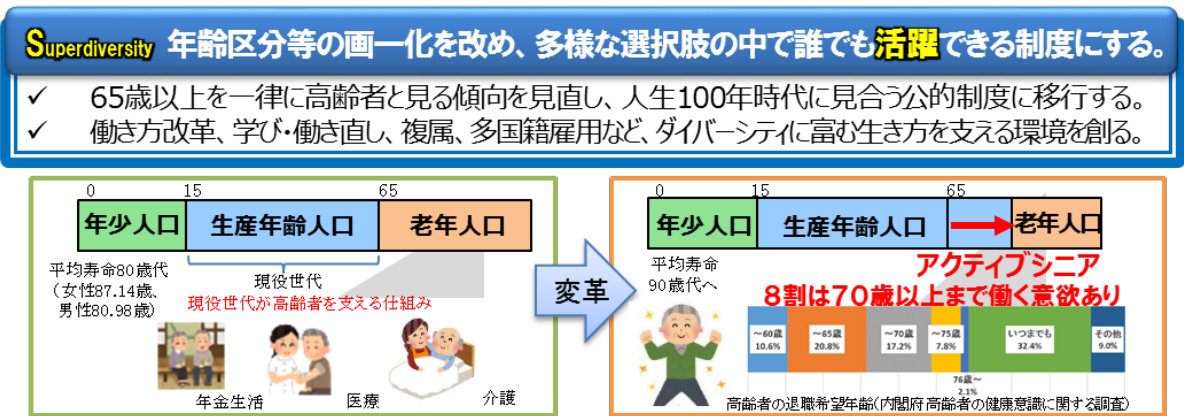 Superdiversity 年齢区分等の画一化を改め、多様な選択肢の中で誰でも活躍できる制度にする。
✓ 65歳以上を一律に高齢者と見る傾向を見直し、人生100年時代に見合う公的制度に移行する。
✓ 働き方改革、学び・働き直し、複属、多国籍雇用など、ダイバーシティに富む生き方を支える環境を創る。
0 15 65
年少人口 生産年齢人口 老年人口
平均寿命80歳代
(女性87.14歳、
男性80.98歳)
現役世代
現役世代が高齢者を支える仕組み
年金生活 医療 介護
変革
0 15 65
年少人口 生産年齢人口 老年人口
平均寿命
90歳代へ
アクティブシニア
8割は70歳以上まで働く意欲あり
~60歳 ~65歳 ~70歳 ~75歳 いつまでも その他
10.6% 20.8% 17.2% 7.8% 32.4% 9.0%
76歳~
2.1%
高齢者の退職希望年齢(内閣府 高齢者の健康意識に関する調査)